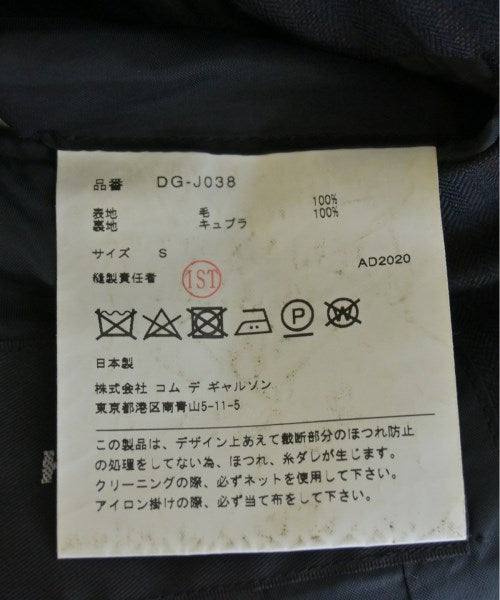 品番 DG-J038
表地 毛 100%
裏地 キュプラ 100%
サイズ S
AD2020
縫製責任者 IST
P W
日本製
株式会社 コム デ ギャルソン
東京都港区南青山5-11-5
この製品は、デザイン上あえて截断部分のほつれ防止
の処理をしてない為、ほつれ、糸ダレが生じます。
クリーニングの際、必ずネットを使用して下さい。
アイロン掛けの際、必ず当て布をして下さい。